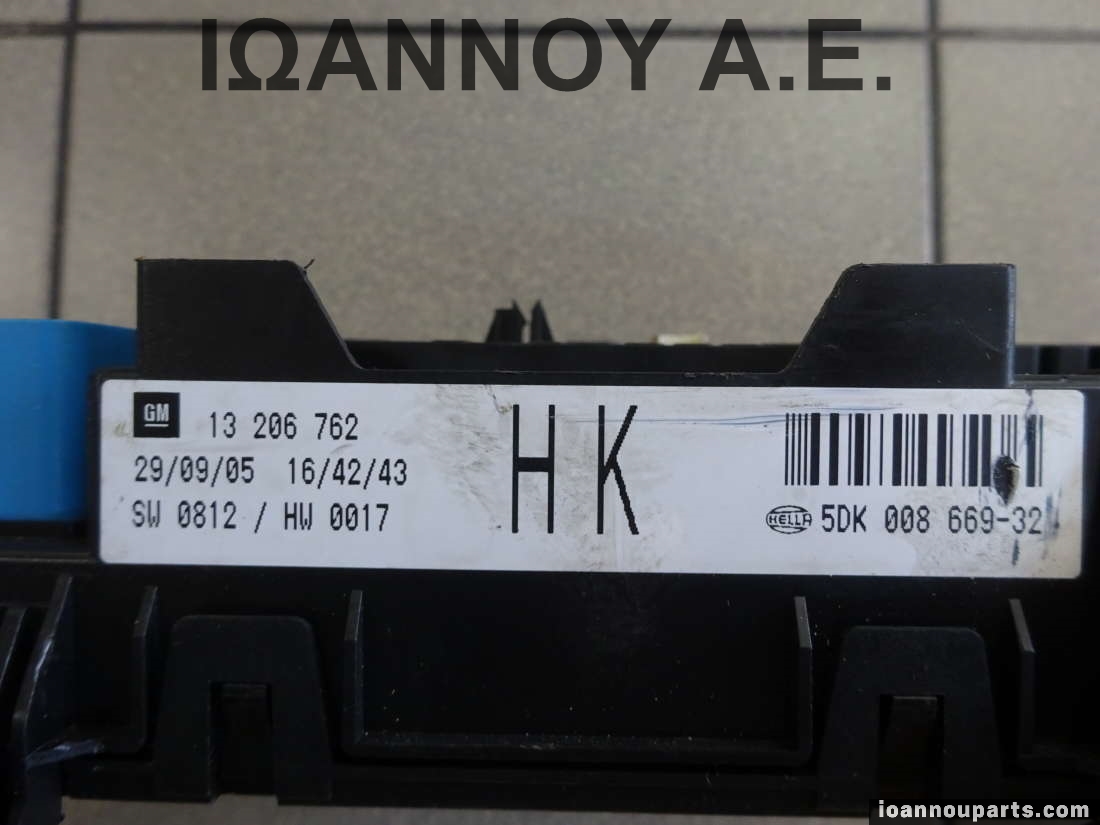 ΙΩΑΝΝΟΥ Α.Ε.
GM 13 206 762
29/09/05 16/42/43
SW 0812 / HW 0017
HK
HELLA 5DK 008 669-32
ioannouparts.com